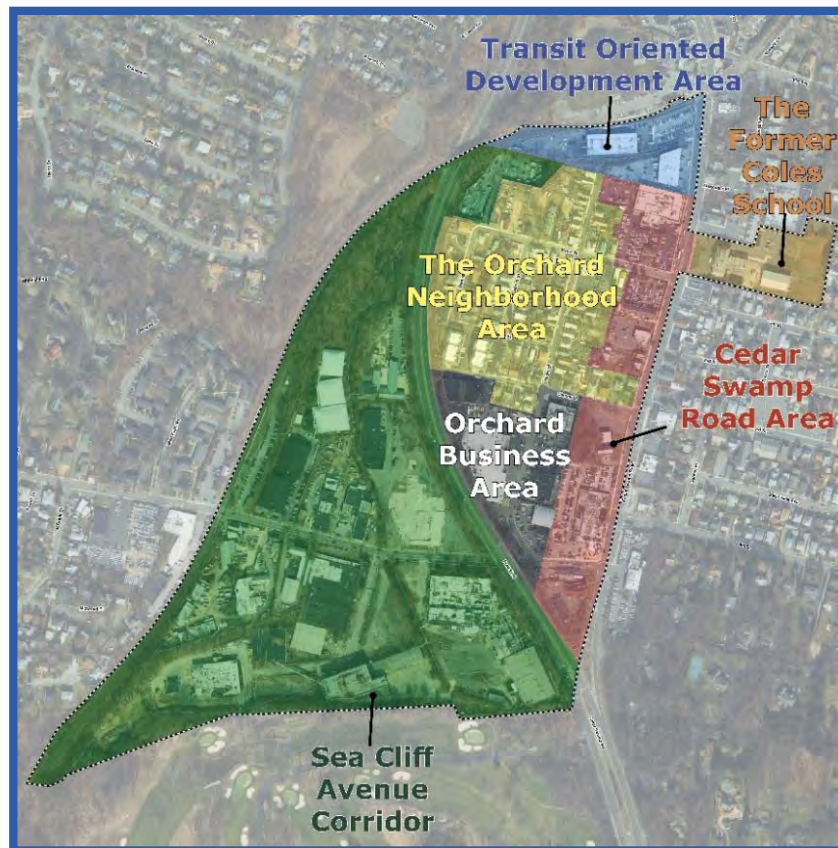 Transit Oriented
Development Area
The
Former
Coles
School
The Orchard
Neighborhood
Area
Cedar
Swamp
Road Area
Orchard
Business
Area
Sea Cliff
Avenue
Corridor